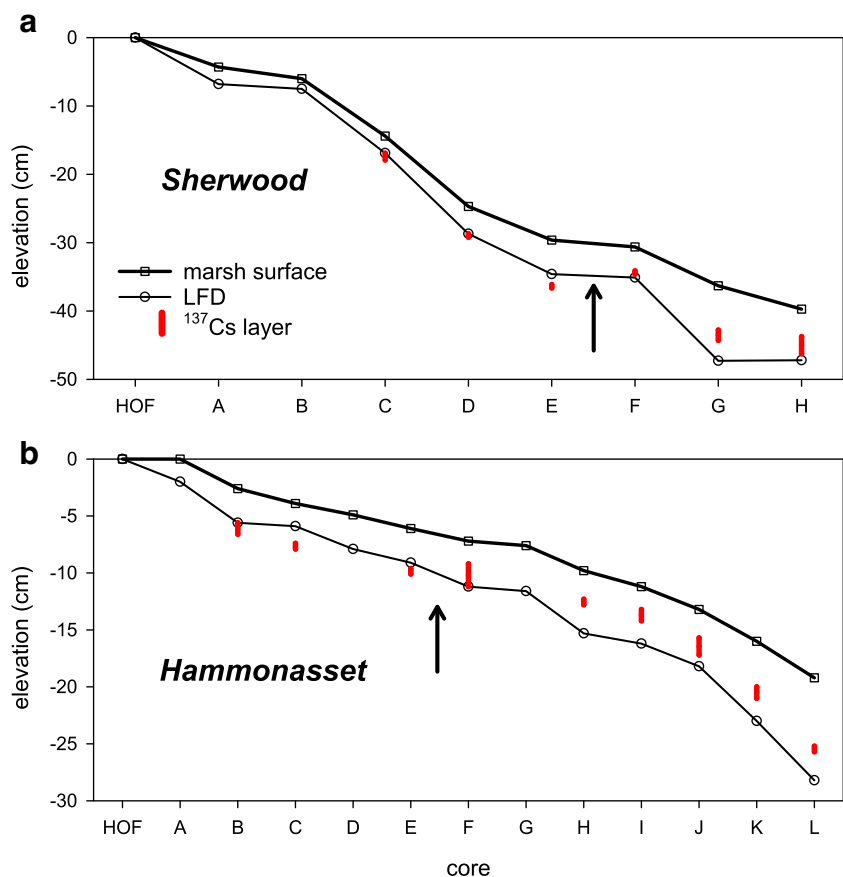 a
0
-10
-20
-30
-40
-50
elevation (cm)
Sherwood
marsh surface
LFD
¹³⁷Cs layer
HOF A B C D E F G H
b
0
-5
-10
-15
-20
-25
-30
elevation (cm)
Hammonasset
HOF A B C D E F G H I J K L
core